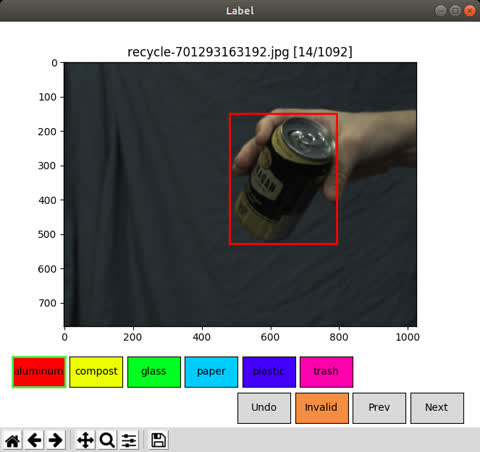 Label
recycle-701293163192.jpg [14/1092]
0
100
200
300
400
500
600
700
0 200 400 600 800 1000
aluminum compost glass paper plastic trash
Undo Invalid Prev Next